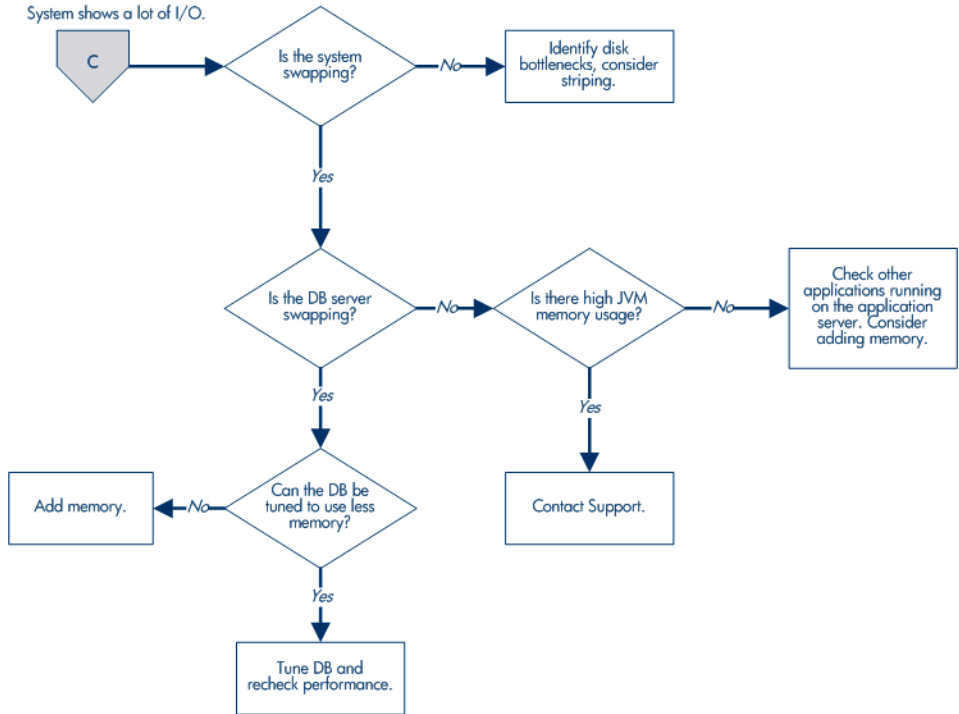 System shows a lot of I/O.
C
Is the system
swapping?
No
Identify disk
bottlenecks, consider
striping.
Yes
Is the DB server
swapping?
No
Is there high JVM
memory usage?
No
Check other
applications running
on the application
server. Consider
adding memory.
Yes
Yes
Add memory.
No
Can the DB be
tuned to use less
memory?
Contact Support.
Yes
Tune DB and
recheck performance.